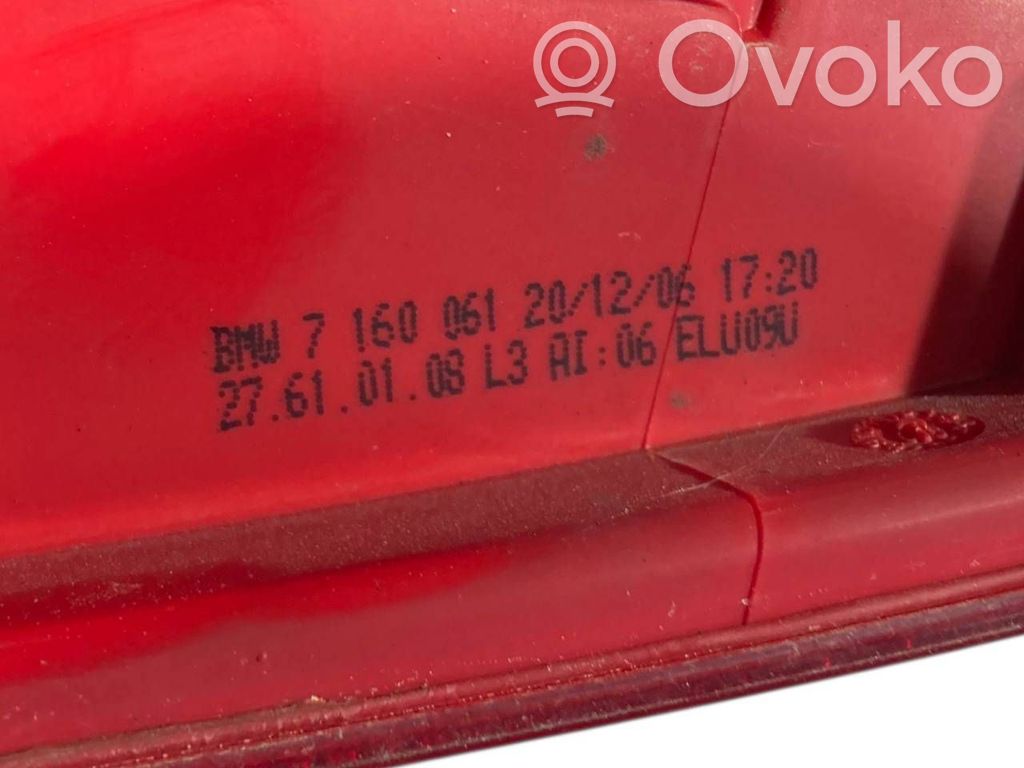 Ovoko
BMW 7 160 061 20/12/06 17:20
27.61.01.08 L3 AI:06 ELU09U